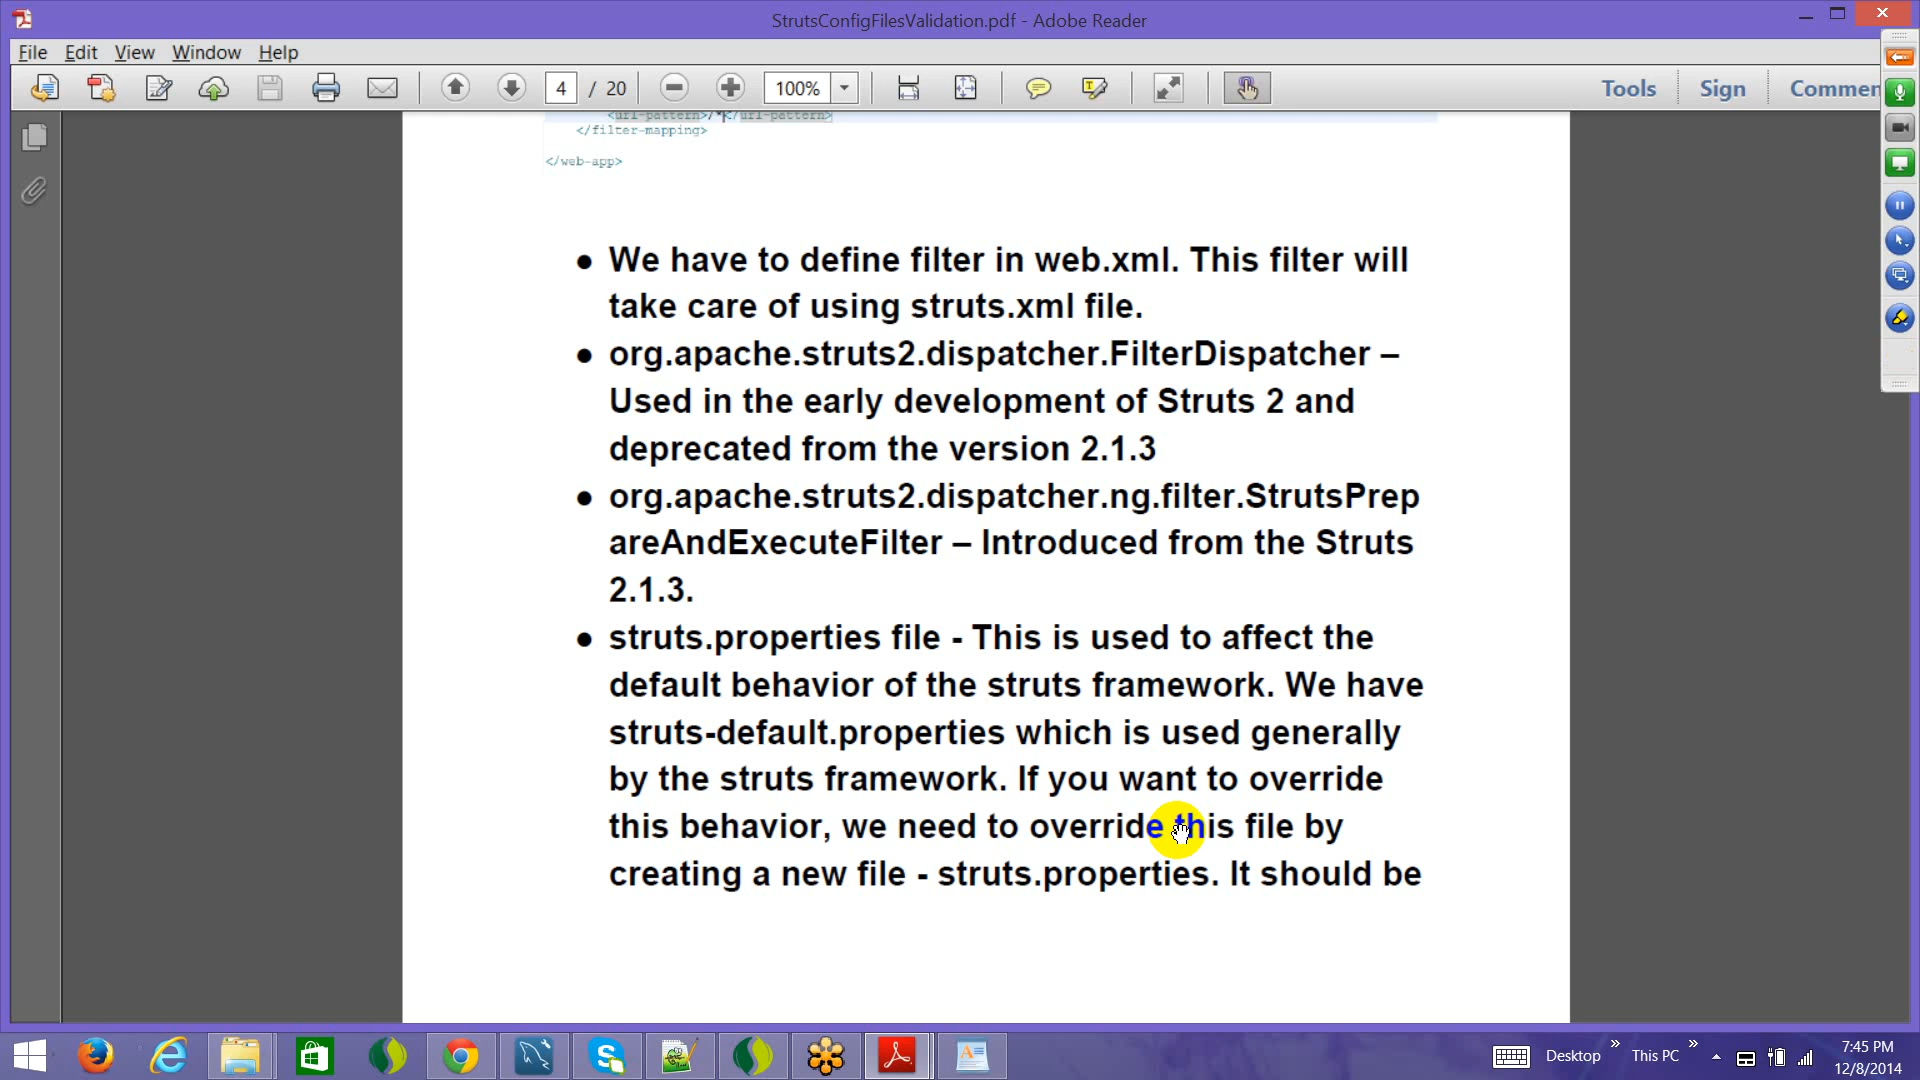 StrutsConfigFilesValidation.pdf - Adobe Reader
File Edit View Window Help
4 / 20 100% Tools Sign Commen
<url-pattern>/*</url-pattern>
</filter-mapping>
</web-app>
• We have to define filter in web.xml. This filter will
take care of using struts.xml file.
• org.apache.struts2.dispatcher.FilterDispatcher –
Used in the early development of Struts 2 and
deprecated from the version 2.1.3
• org.apache.struts2.dispatcher.ng.filter.StrutsPrep
areAndExecuteFilter – Introduced from the Struts
2.1.3.
• struts.properties file - This is used to affect the
default behavior of the struts framework. We have
struts-default.properties which is used generally
by the struts framework. If you want to override
this behavior, we need to override this file by
creating a new file - struts.properties. It should be
Desktop » This PC »
7:45 PM
12/8/2014